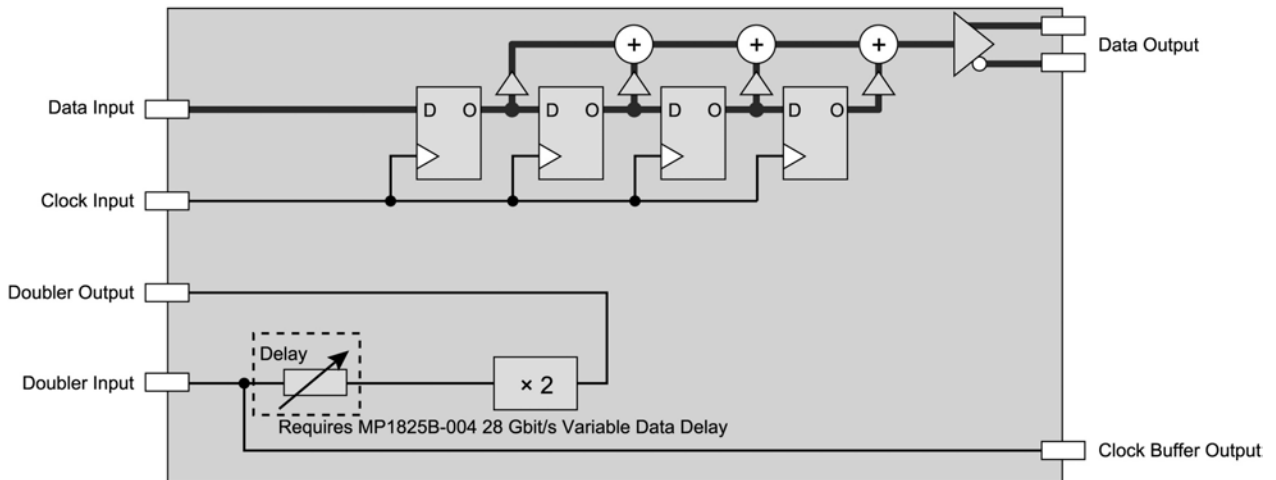 + + +
Data Output
Data Input
D O D O D O D O
Clock Input
Doubler Output
Delay
Doubler Input
× 2
Requires MP1825B-004 28 Gbit/s Variable Data Delay
Clock Buffer Output